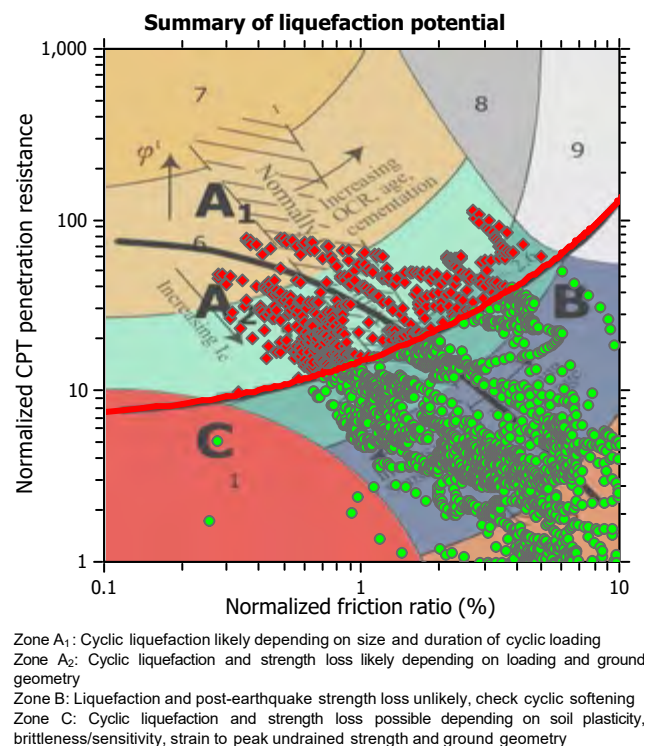 Summary of liquefaction potential
1,000
100
10
1
Normalized CPT penetration resistance
7
8
9
φ'
A1
Normally
Increasing
OCR, age,
cementation
6
A
Increasing 1c
B
C
1
0.1
1
10
Normalized friction ratio (%)
Zone A1: Cyclic liquefaction likely depending on size and duration of cyclic loading
Zone A2: Cyclic liquefaction and strength loss likely depending on loading and ground
geometry
Zone B: Liquefaction and post-earthquake strength loss unlikely, check cyclic softening
Zone C: Cyclic liquefaction and strength loss possible depending on soil plasticity,
brittleness/sensitivity, strain to peak undrained strength and ground geometry